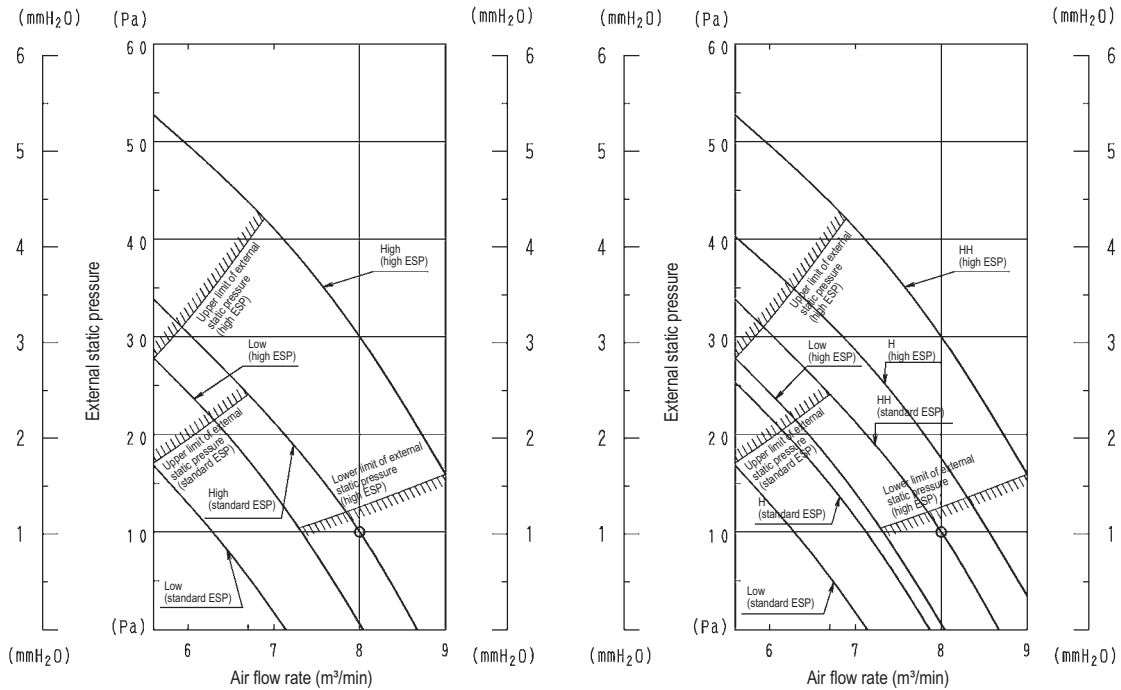 (mmH₂O) (Pa) (mmH₂O)
6 60 6
5 50 5
4 40 4
3 30 3
2 20 2
1 10 1
(mmH₂O) (Pa) (mmH₂O)
6 7 8 9
External static pressure
Air flow rate (m³/min)
High
(high ESP)
Upper limit of external
static pressure
(high ESP)
Low
(high ESP)
Upper limit of external
static pressure
(standard ESP)
High
(standard ESP)
Lower limit of external
static pressure
(high ESP)
Low
(standard ESP)
(mmH₂O) (Pa) (mmH₂O)
6 60 6
5 50 5
4 40 4
3 30 3
2 20 2
1 10 1
(mmH₂O) (Pa) (mmH₂O)
6 7 8 9
External static pressure
Air flow rate (m³/min)
HH
(high ESP)
Upper limit of external
static pressure
(high ESP)
Low
(high ESP)
H
(high ESP)
HH
(standard ESP)
Upper limit of external
static pressure
(standard ESP)
Lower limit of external
static pressure
(high ESP)
H
(standard ESP)
Low
(standard ESP)